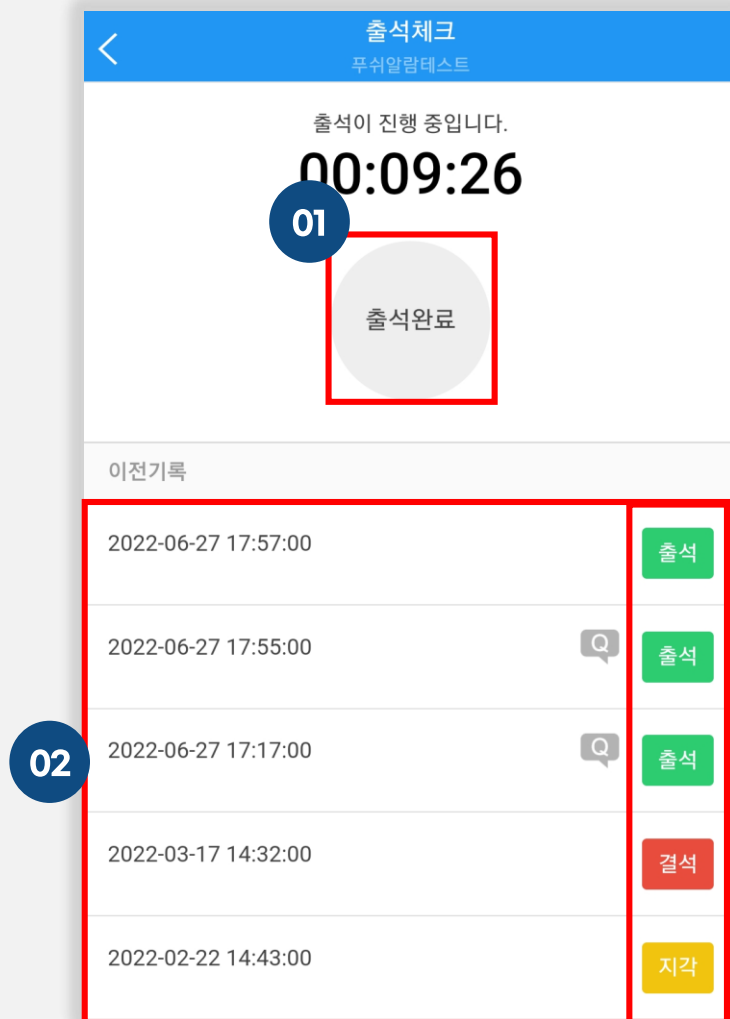 출석체크
푸쉬알람테스트
출석이 진행 중입니다.
00:09:26
01
출석완료
이전기록
2022-06-27 17:57:00 출석
2022-06-27 17:55:00 Q 출석
02
2022-06-27 17:17:00 Q 출석
2022-03-17 14:32:00 결석
2022-02-22 14:43:00 지각